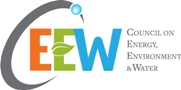 CEEW
COUNCIL ON
ENERGY,
ENVIRONMENT
& WATER